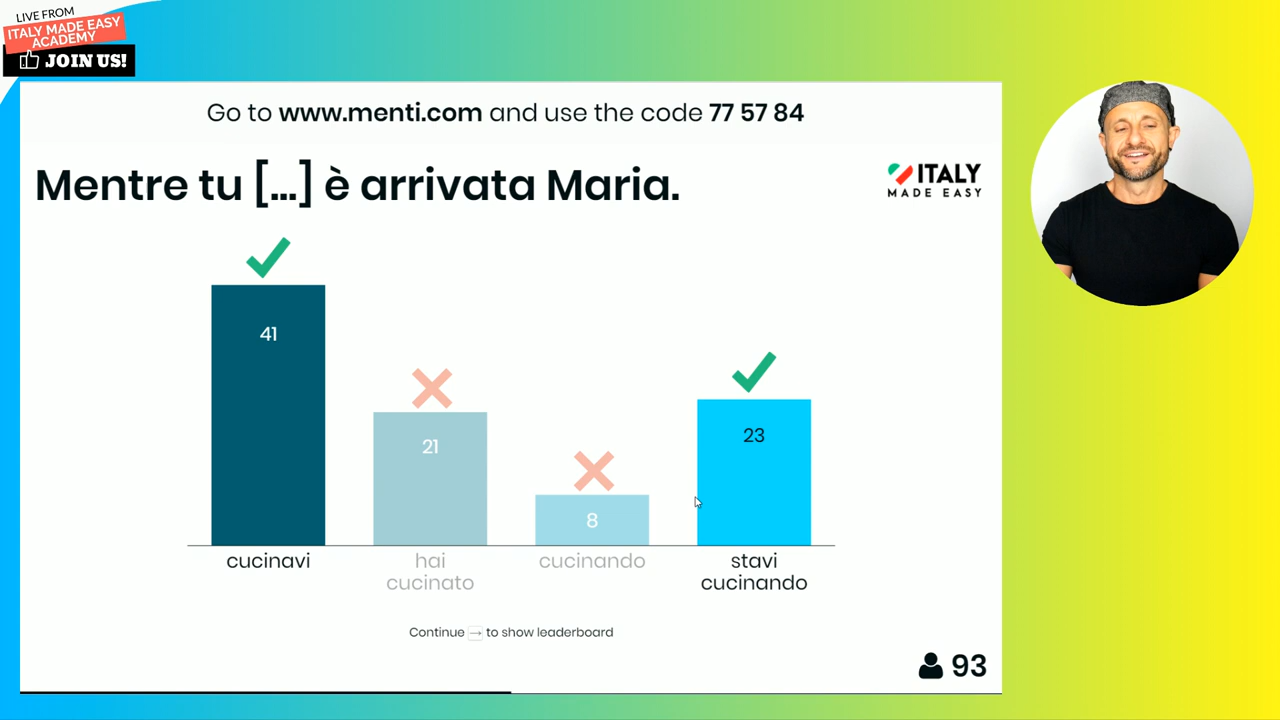 LIVE FROM
ITALY MADE EASY
ACADEMY
JOIN US!
Go to www.menti.com and use the code 77 57 84
Mentre tu [...] è arrivata Maria.
ITALY
MADE EASY
41
21
8
23
cucinavi
hai
cucinato
cucinando
stavi
cucinando
Continue → to show leaderboard
93